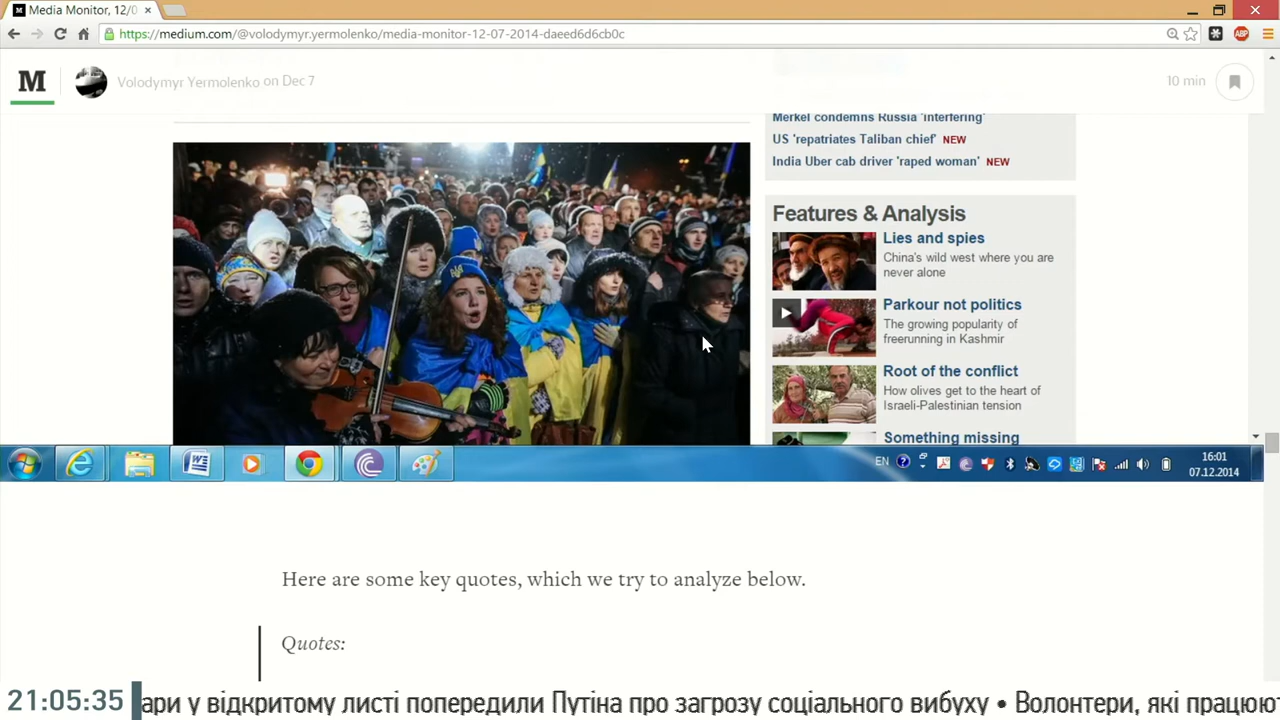 Media Monitor, 12/0
https://medium.com/@volodymyr.yermolenko/media-monitor-12-07-2014-daeed6d6cb0c
ABP
M
Volodymyr Yermolenko on Dec 7
10 min
Merkel condemns Russia 'interfering'
US 'repatriates Taliban chief' NEW
India Uber cab driver 'raped woman' NEW
Features & Analysis
Lies and spies
China's wild west where you are
never alone
Parkour not politics
The growing popularity of
freerunning in Kashmir
Root of the conflict
How olives get to the heart of
Israeli-Palestinian tension
Something missing
EN
16:01
07.12.2014
Here are some key quotes, which we try to analyze below.
Quotes:
21:05:35
ари у відкритому листі попередили Путіна про загрозу соціального вибуху • Волонтери, які працюю